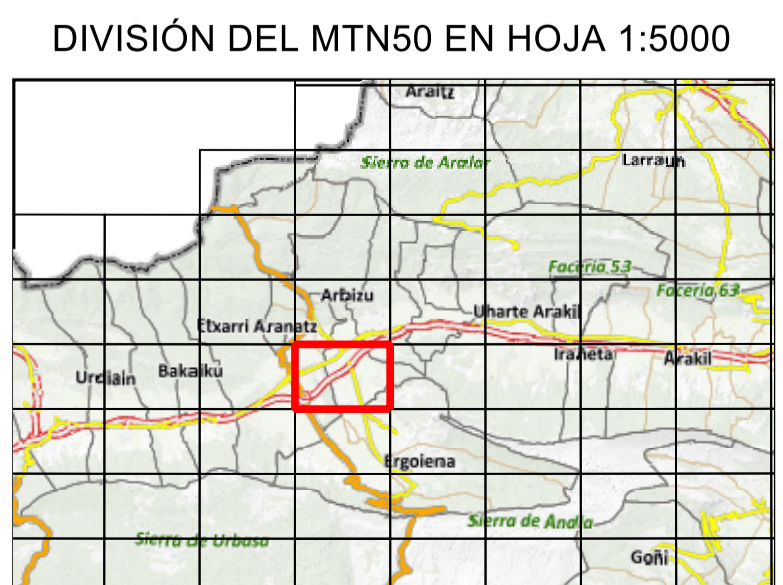 DIVISIÓN DEL MTN50 EN HOJA 1:5000
Araitz
Sierra de Aralar
Larraun
Facería 53
Facería 63
Arbizu
Uharte Arakil
Etxarri Aranatz
Irañeta
Arakil
Urdiain
Bakaiku
Ergoiena
Sierra de Andia
Sierra de Urbasa
Goñi